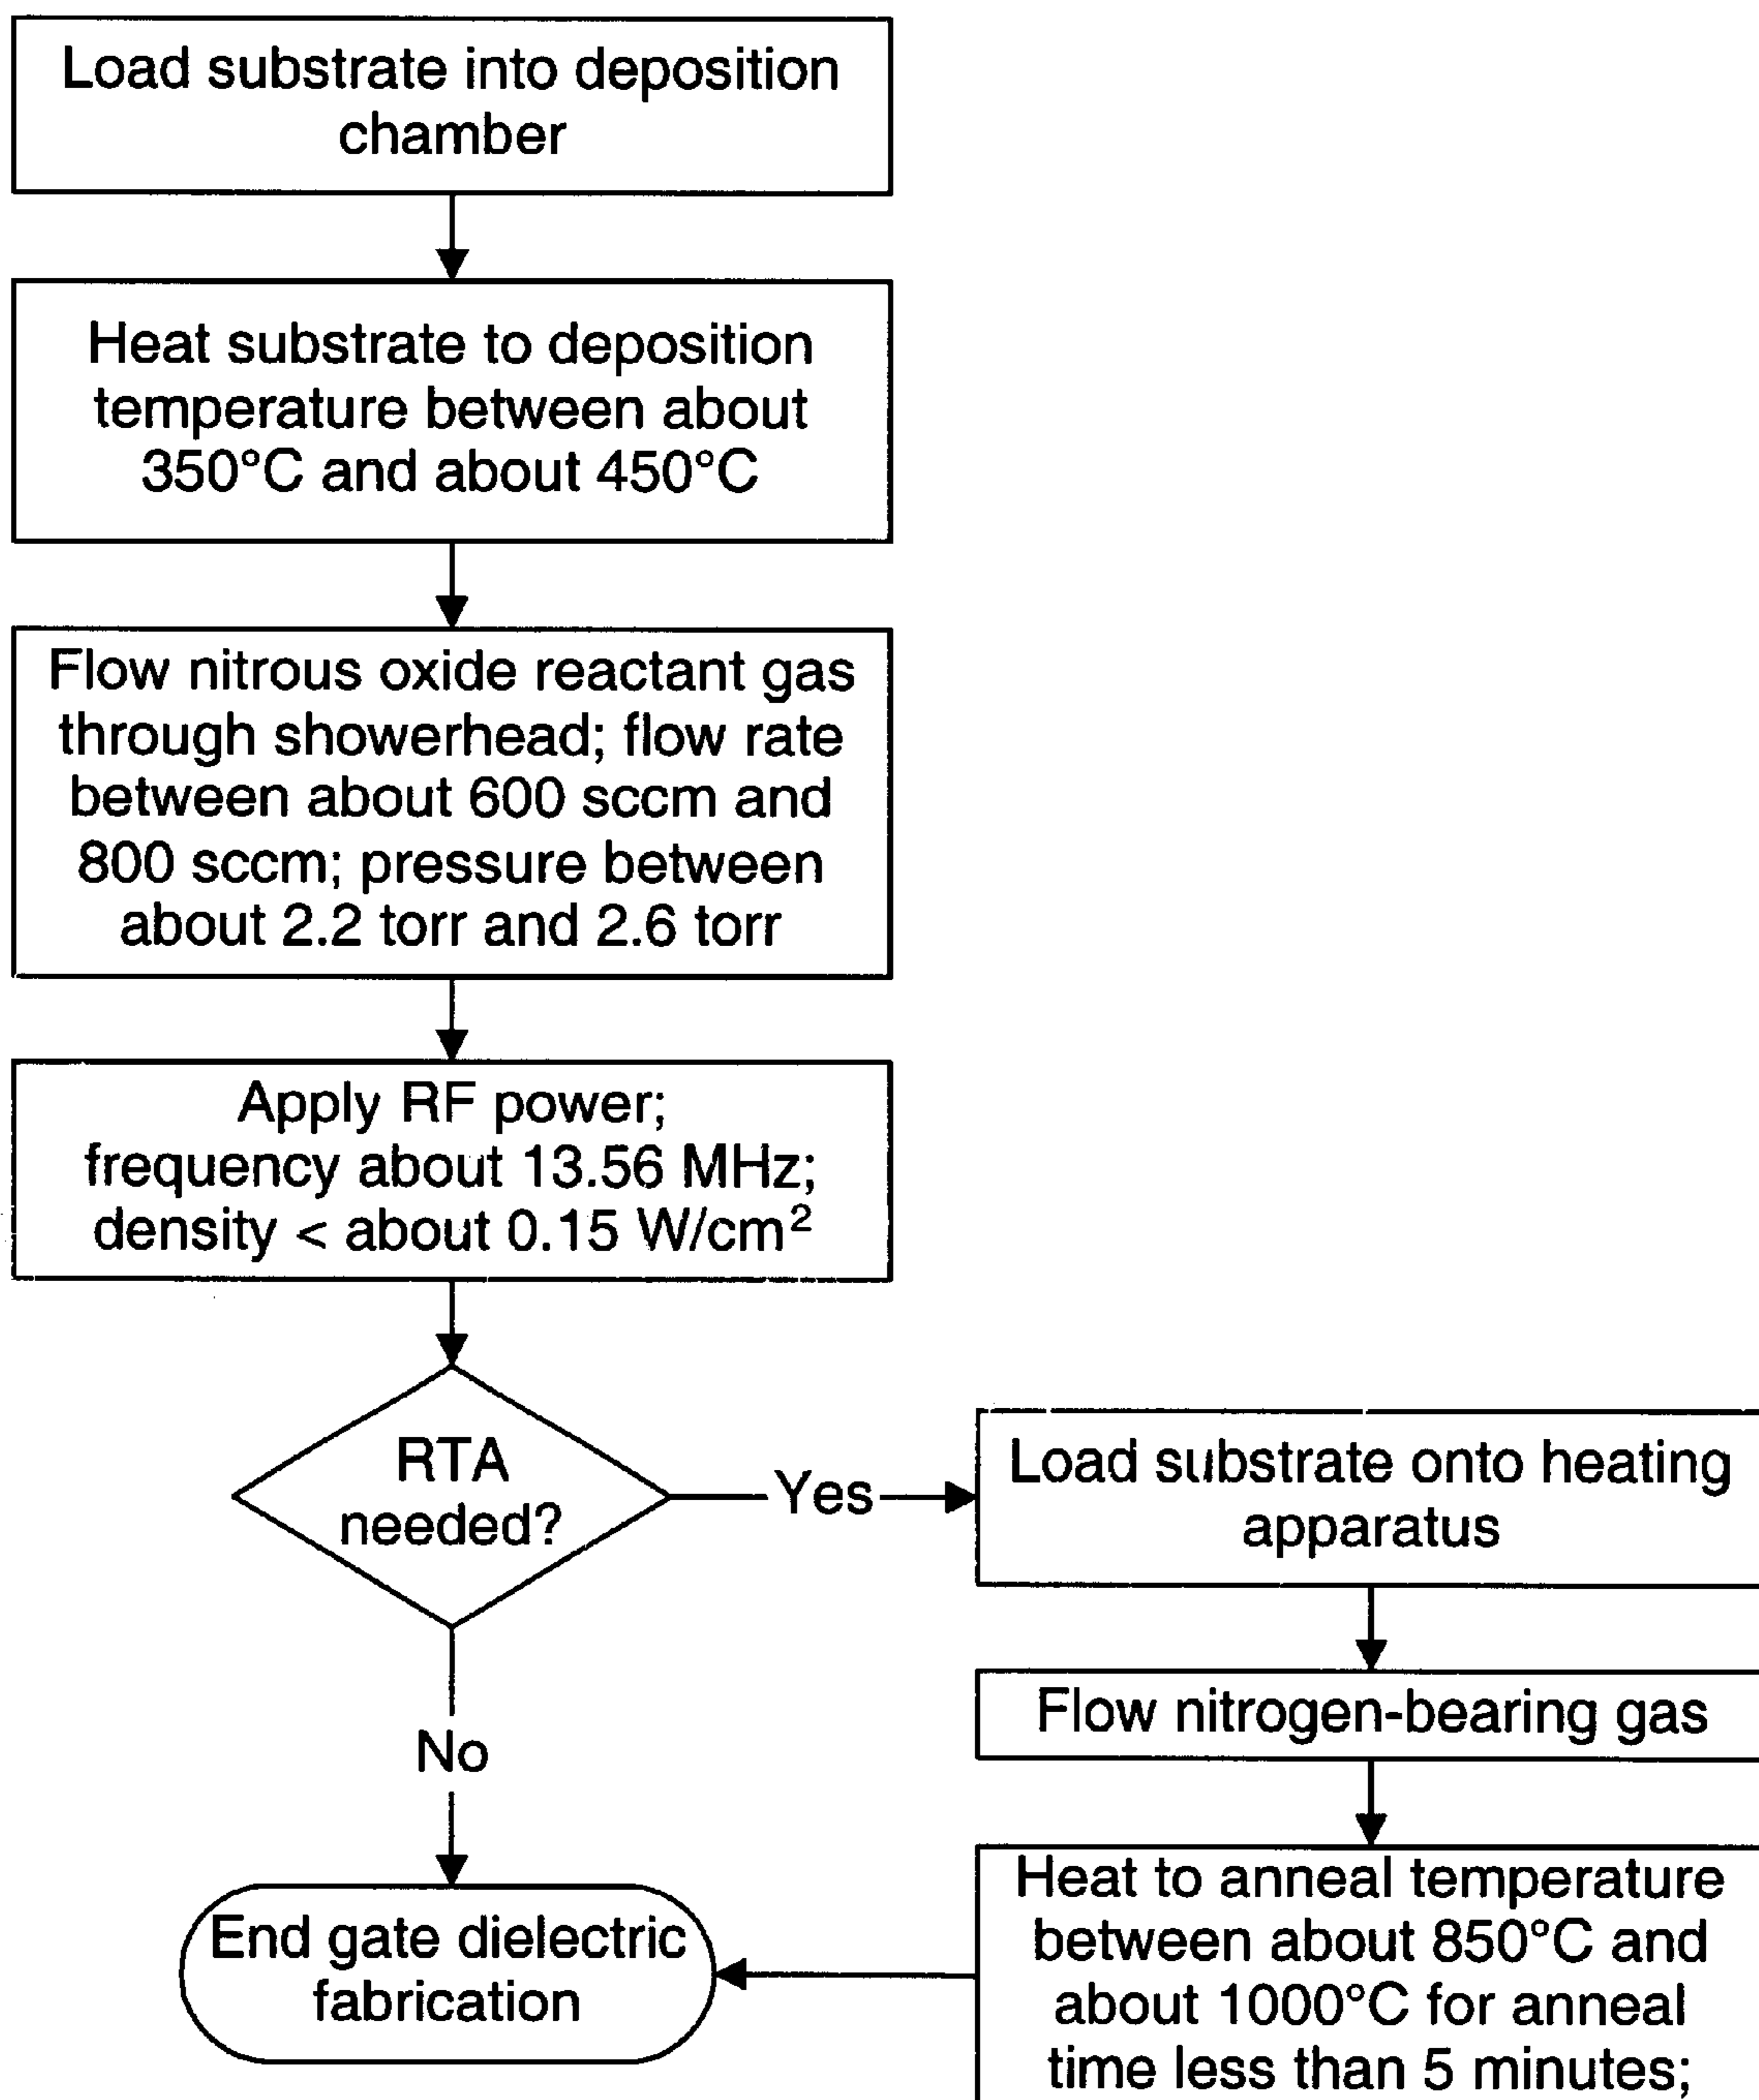 Load substrate into deposition
chamber
Heat substrate to deposition
temperature between about
350°C and about 450°C
Flow nitrous oxide reactant gas
through showerhead; flow rate
between about 600 sccm and
800 sccm; pressure between
about 2.2 torr and 2.6 torr
Apply RF power;
frequency about 13.56 MHz;
density < about 0.15 W/cm²
RTA
needed?
Yes
Load substrate onto heating
apparatus
Flow nitrogen-bearing gas
No
Heat to anneal temperature
between about 850°C and
about 1000°C for anneal
time less than 5 minutes;
End gate dielectric
fabrication